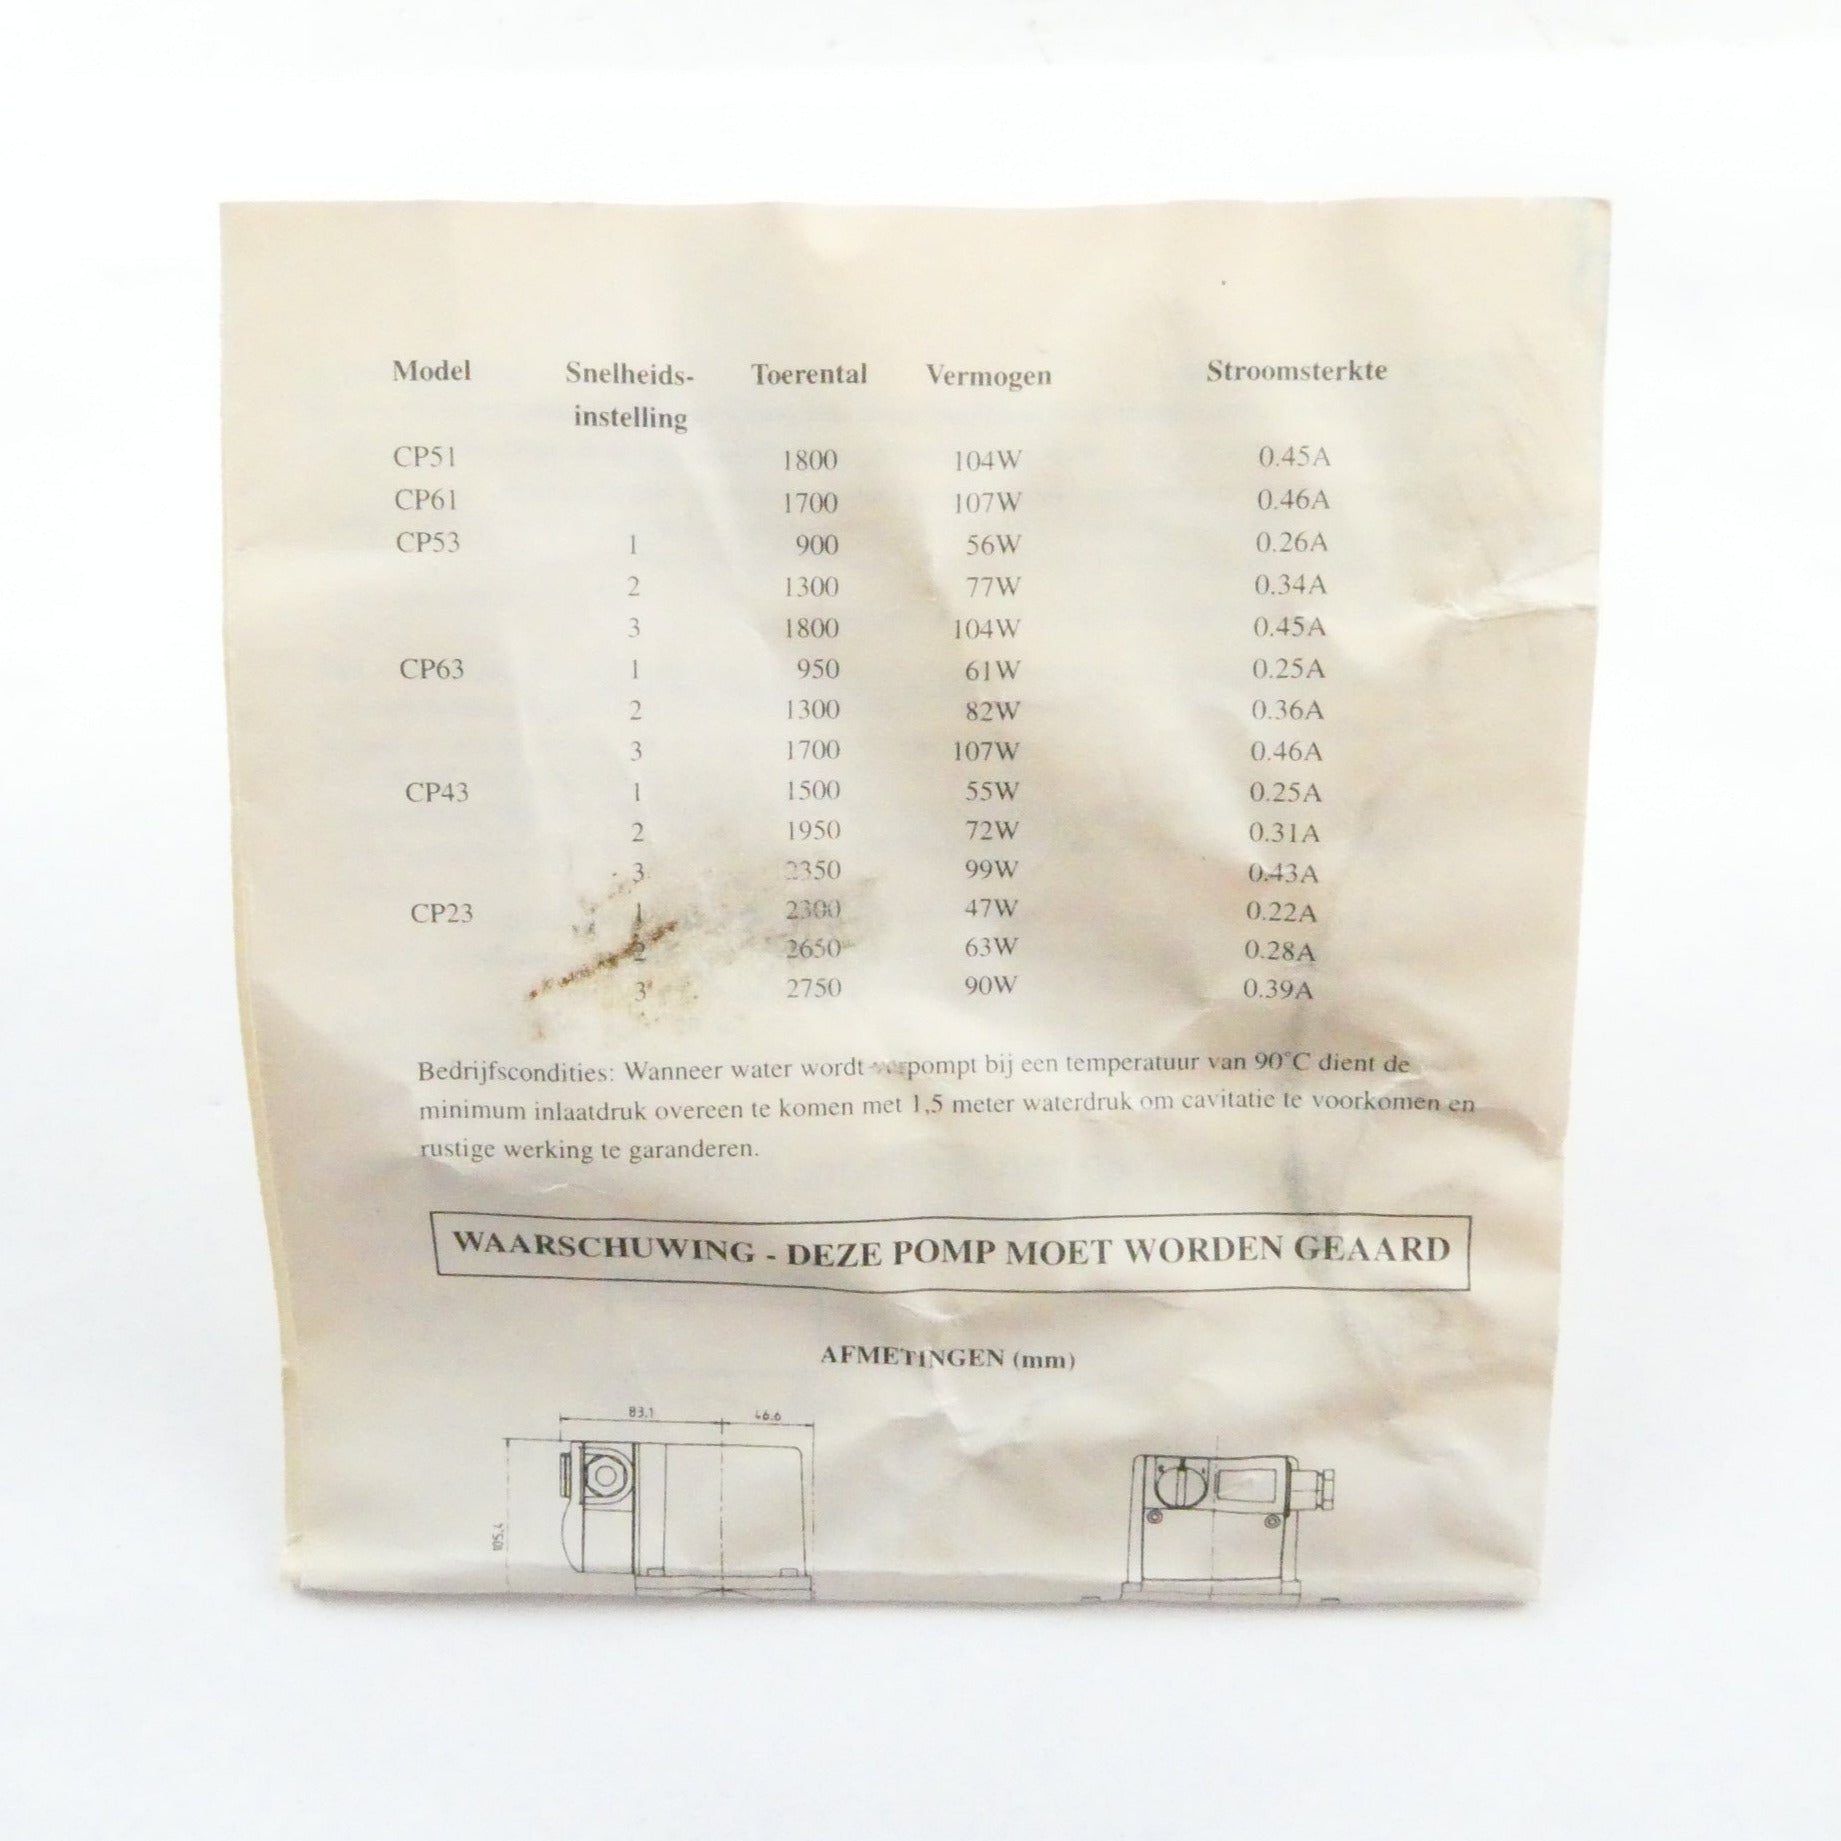 Model Snelheids- Toerental Vermogen Stroomsterkte
instelling
CP51 1800 104W 0.45A
CP61 1700 107W 0.46A
CP53 1 900 56W 0.26A
2 1300 77W 0.34A
3 1800 104W 0.45A
CP63 1 950 61W 0.25A
2 1300 82W 0.36A
3 1700 107W 0.46A
CP43 1 1500 55W 0.25A
2 1950 72W 0.31A
3 2350 99W 0.43A
CP23 1 2300 47W 0.22A
2 2650 63W 0.28A
3 2750 90W 0.39A
Bedrijfscondities: Wanneer water wordt verpompt bij een temperatuur van 90°C dient de
minimum inlaatdruk overeen te komen met 1,5 meter waterdruk om cavitatie te voorkomen en
rustige werking te garanderen.
WAARSCHUWING - DEZE POMP MOET WORDEN GEAARD
AFMETINGEN (mm)
83.1 46.6
105.4